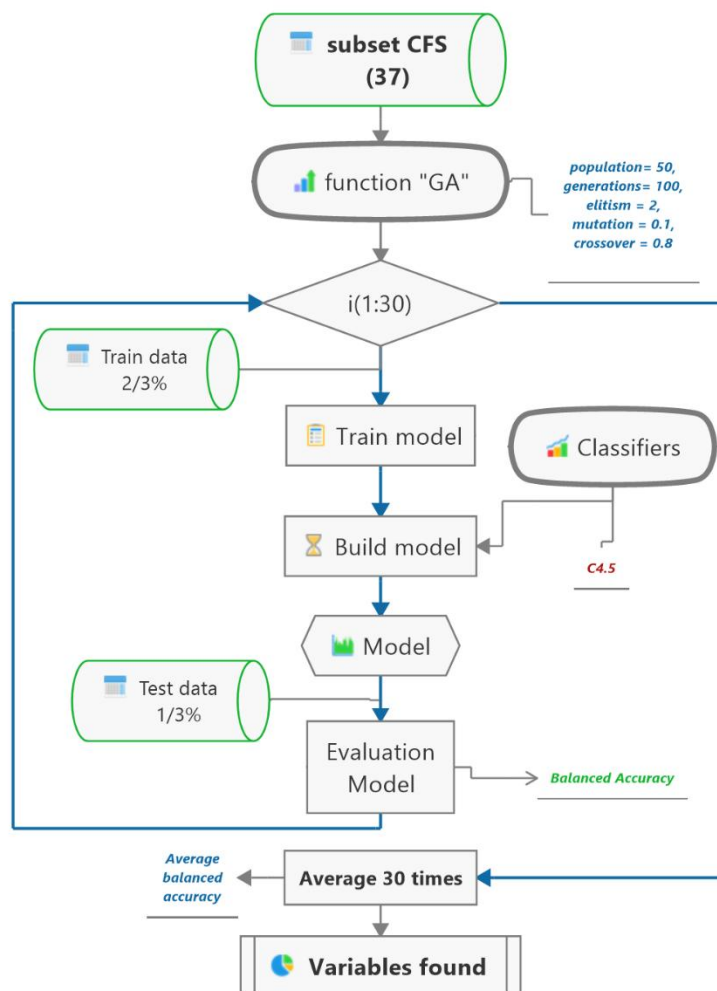 subset CFS
(37)
function "GA"
population= 50,
generations= 100,
elitism = 2,
mutation = 0.1,
crossover = 0.8
i(1:30)
Train data
2/3%
Train model
Classifiers
Build model
C4.5
Model
Test data
1/3%
Evaluation
Model
Balanced Accuracy
Average
balanced
accuracy
Average 30 times
Variables found